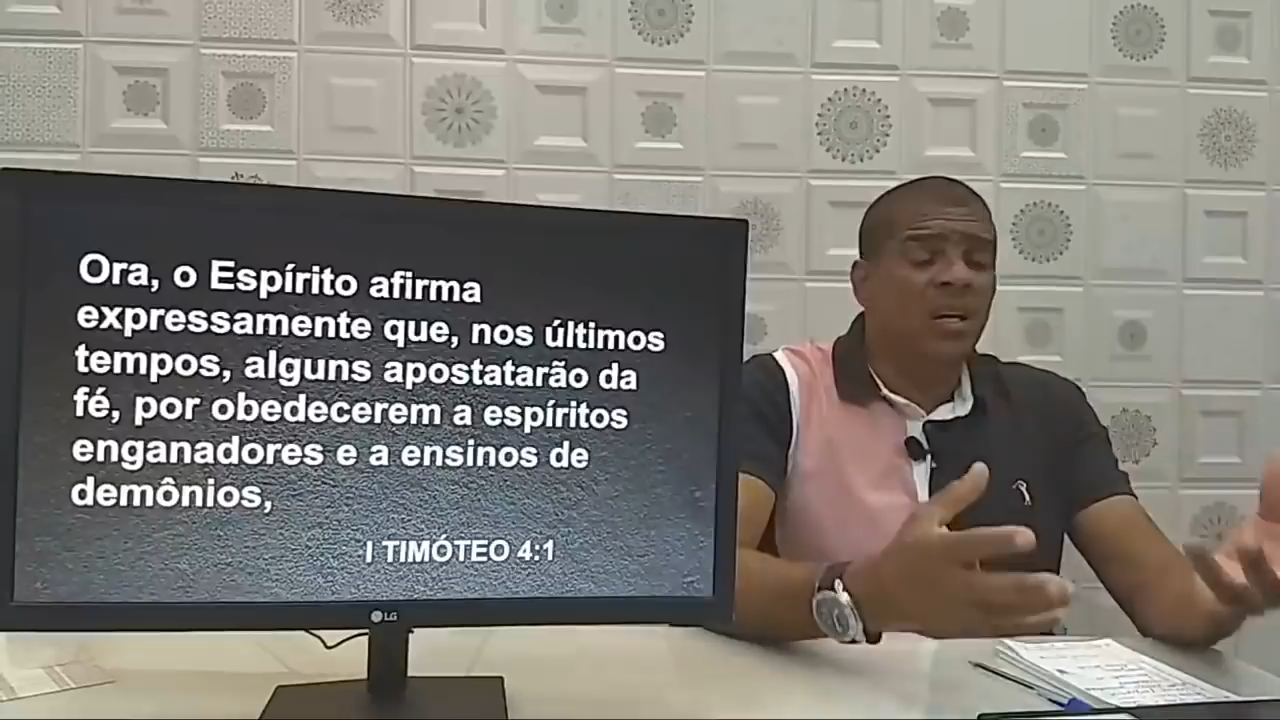 Ora, o Espírito afirma
expressamente que, nos últimos
tempos, alguns apostatarão da
fé, por obedecerem a espíritos
enganadores e a ensinos de
demônios,
I TIMÓTEO 4:1
LG